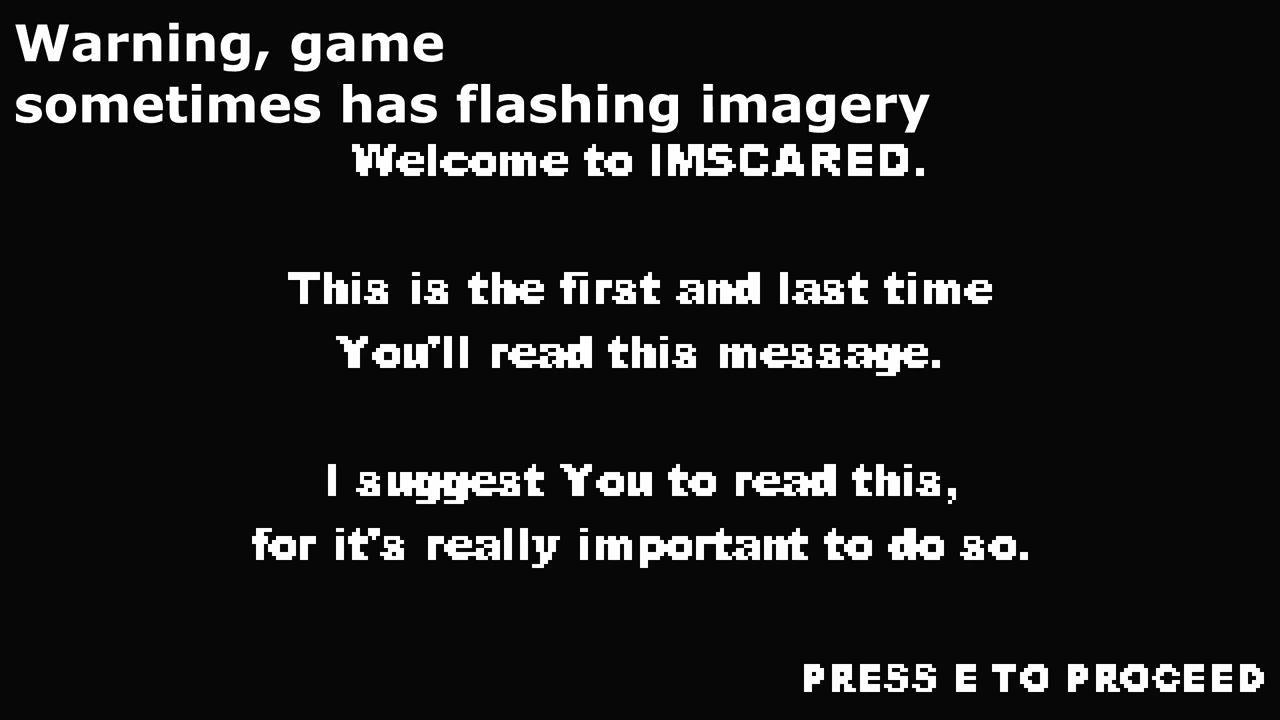 Warning, game
sometimes has flashing imagery
Welcome to IMSCARED.
This is the first and last time
You'll read this message.
I suggest You to read this,
for it's really important to do so.
PRESS E TO PROCEED